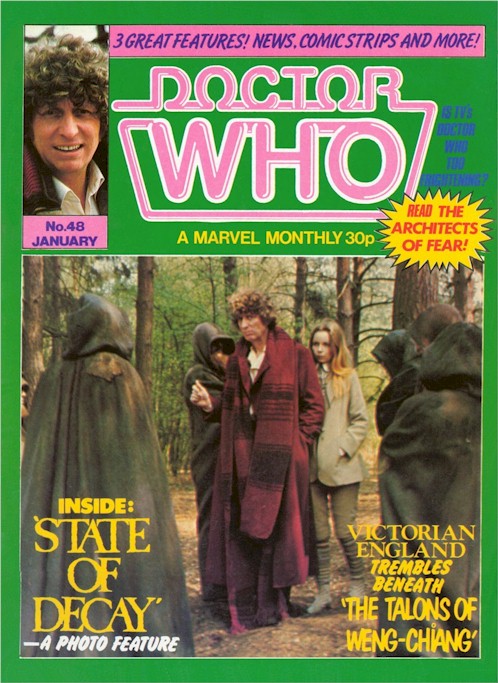 3 GREAT FEATURES! NEWS, COMIC STRIPS AND MORE!
DOCTOR
WHO
IS TV's
DOCTOR
WHO
TOO
FRIGHTENING?
READ THE
ARCHITECTS
OF FEAR!
No.48
JANUARY
A MARVEL MONTHLY 30p
INSIDE:
'STATE
OF
DECAY'
—A PHOTO FEATURE
VICTORIAN
ENGLAND
TREMBLES
BENEATH
'THE TALONS OF
WENG-CHIANG'